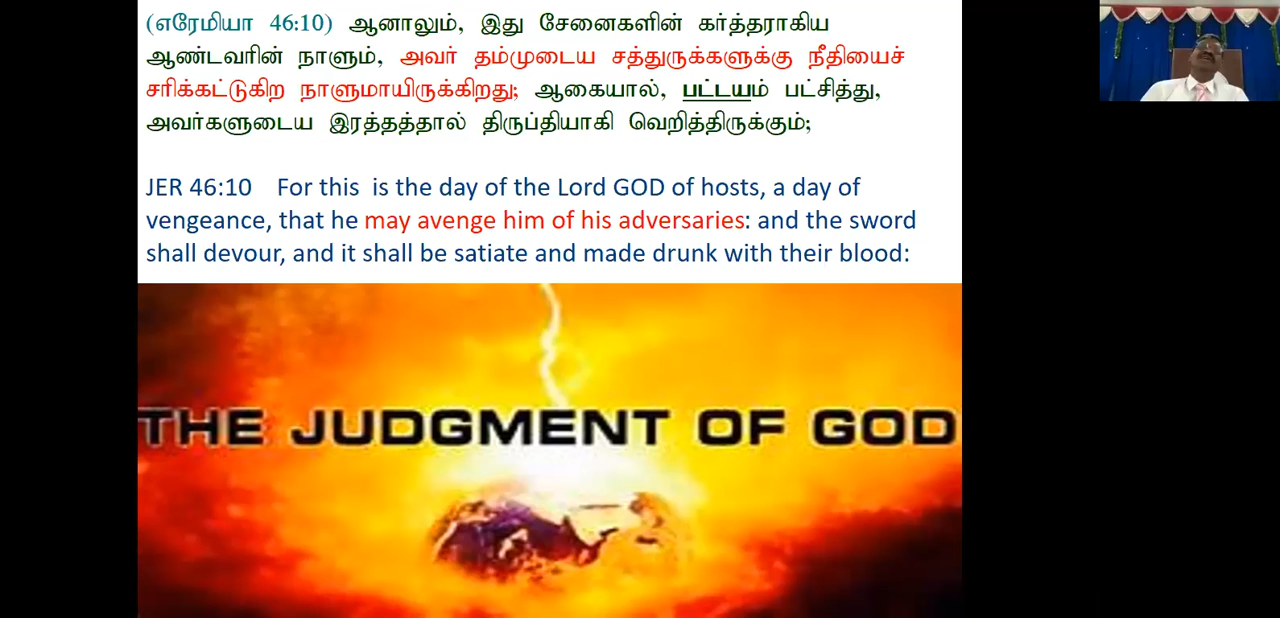 (எரேமியா 46:10) ஆனாலும், இது சேனைகளின் கர்த்தராகிய
ஆண்டவரின் நாளும், அவர் தம்முடைய சத்துருக்களுக்கு நீதியைச்
சரிக்கட்டுகிற நாளுமாயிருக்கிறது; ஆகையால், பட்டயம் பட்சித்து,
அவர்களுடைய இரத்தத்தால் திருப்தியாகி வெறித்திருக்கும்;
JER 46:10 For this is the day of the Lord GOD of hosts, a day of
vengeance, that he may avenge him of his adversaries: and the sword
shall devour, and it shall be satiate and made drunk with their blood:
THE JUDGMENT OF GOD